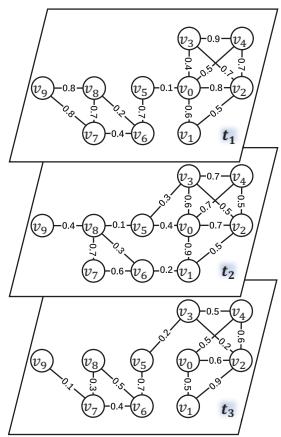 v3 0.9 v4
0.4 0.5 0.7 0.7
v9 0.8 v8 v5 0.1 v0 0.8 v2
0.8 0.7 0.2 0.7 0.6 0.5
v7 0.4 v6 v1
t1
v3 0.7 v4
0.3 0.6 0.7 0.5 0.5
v9 0.4 v8 0.1 v5 0.4 v0 0.7 v2
0.7 0.3 0.9 0.5
v7 0.6 v6 0.2 v1
t2
v3 0.5 v4
0.2 0.5 0.2 0.6
v9 v8 v5 v0 0.6 v2
0.1 0.3 0.5 0.7 0.5 0.9
v7 0.4 v6 v1
t3